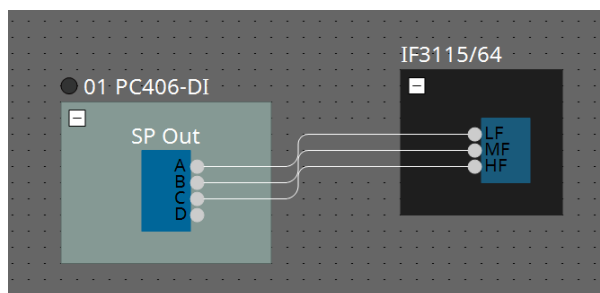 IF3115/64
01 PC406-DI
SP Out
A
B
C
D
LF
MF
HF